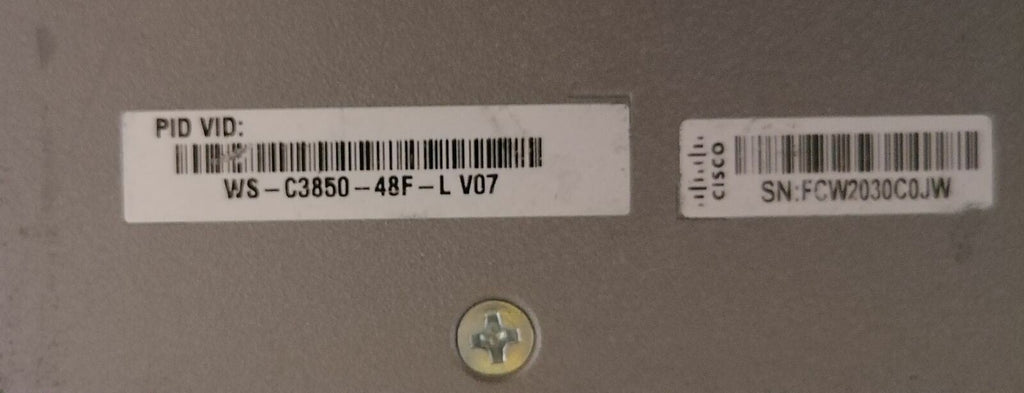 PID VID:
WS-C3850-48F-L V07
CISCO
SN:FCW2030C0JW